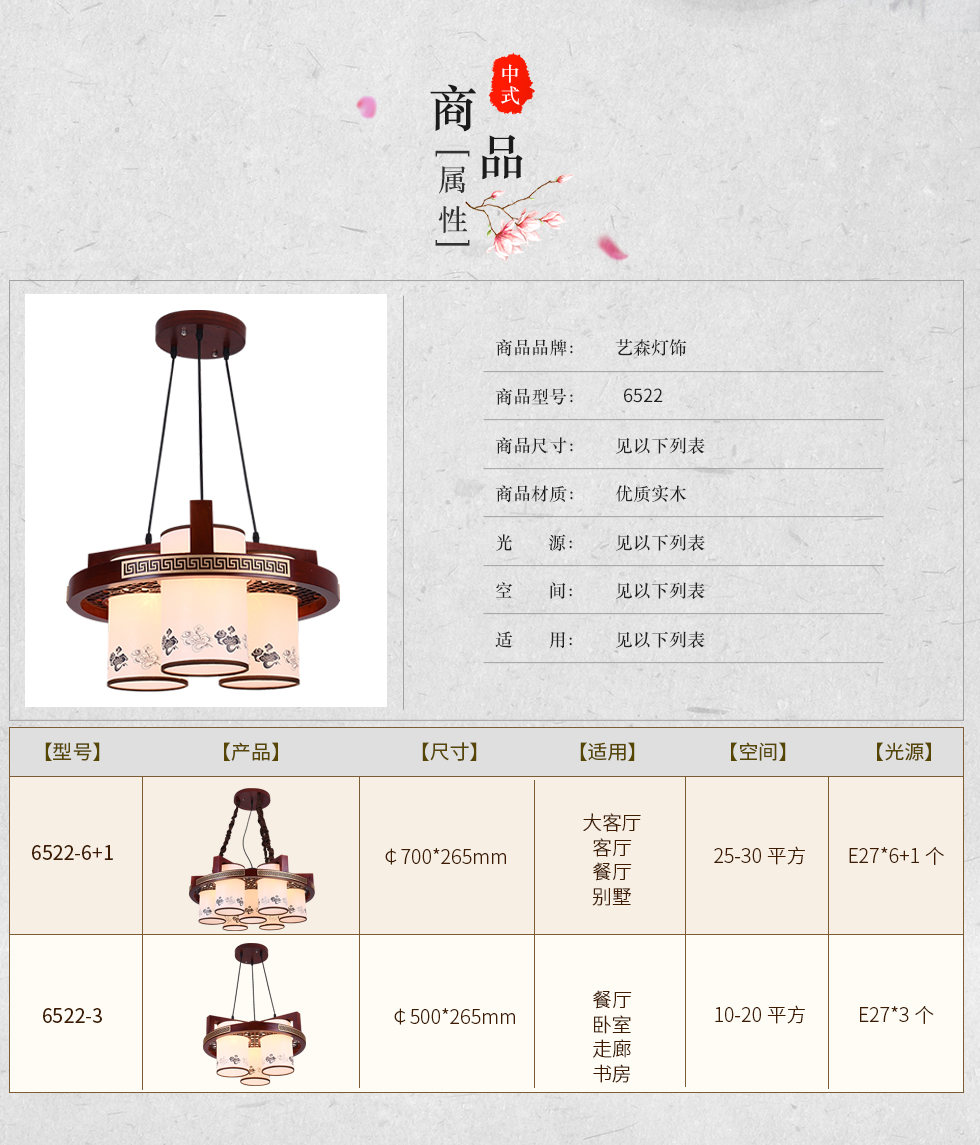 中式
商品
[属性]
商品品牌： 艺森灯饰
商品型号： 6522
商品尺寸： 见以下列表
商品材质： 优质实木
光 源： 见以下列表
空 间： 见以下列表
适 用： 见以下列表
【型号】 【产品】 【尺寸】 【适用】 【空间】 【光源】
6522-6+1 ￠700*265mm 大客厅 25-30 平方 E27*6+1 个
客厅
餐厅
别墅
6522-3 ￠500*265mm 餐厅 10-20 平方 E27*3 个
卧室
走廊
书房